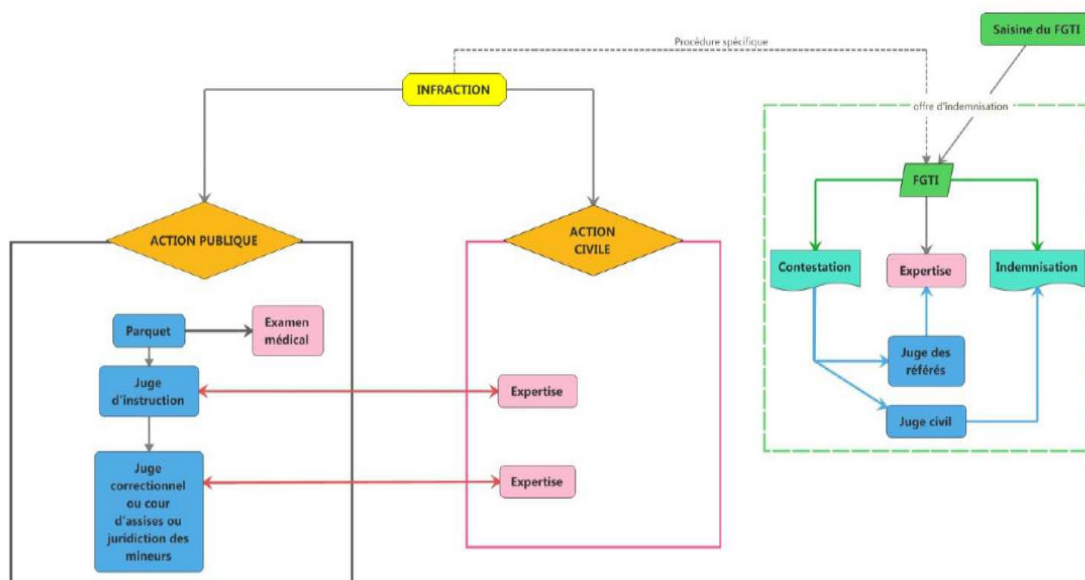 Saisine du FGTI
Procédure spécifique
INFRACTION
offre d'indemnisation
FGTI
ACTION PUBLIQUE
ACTION
CIVILE
Contestation
Expertise
Indemnisation
Parquet
Examen
médical
Juge des
référés
Juge
d'instruction
Expertise
Juge civil
Juge
correctionnel
ou cour
d'assises ou
juridiction des
mineurs
Expertise